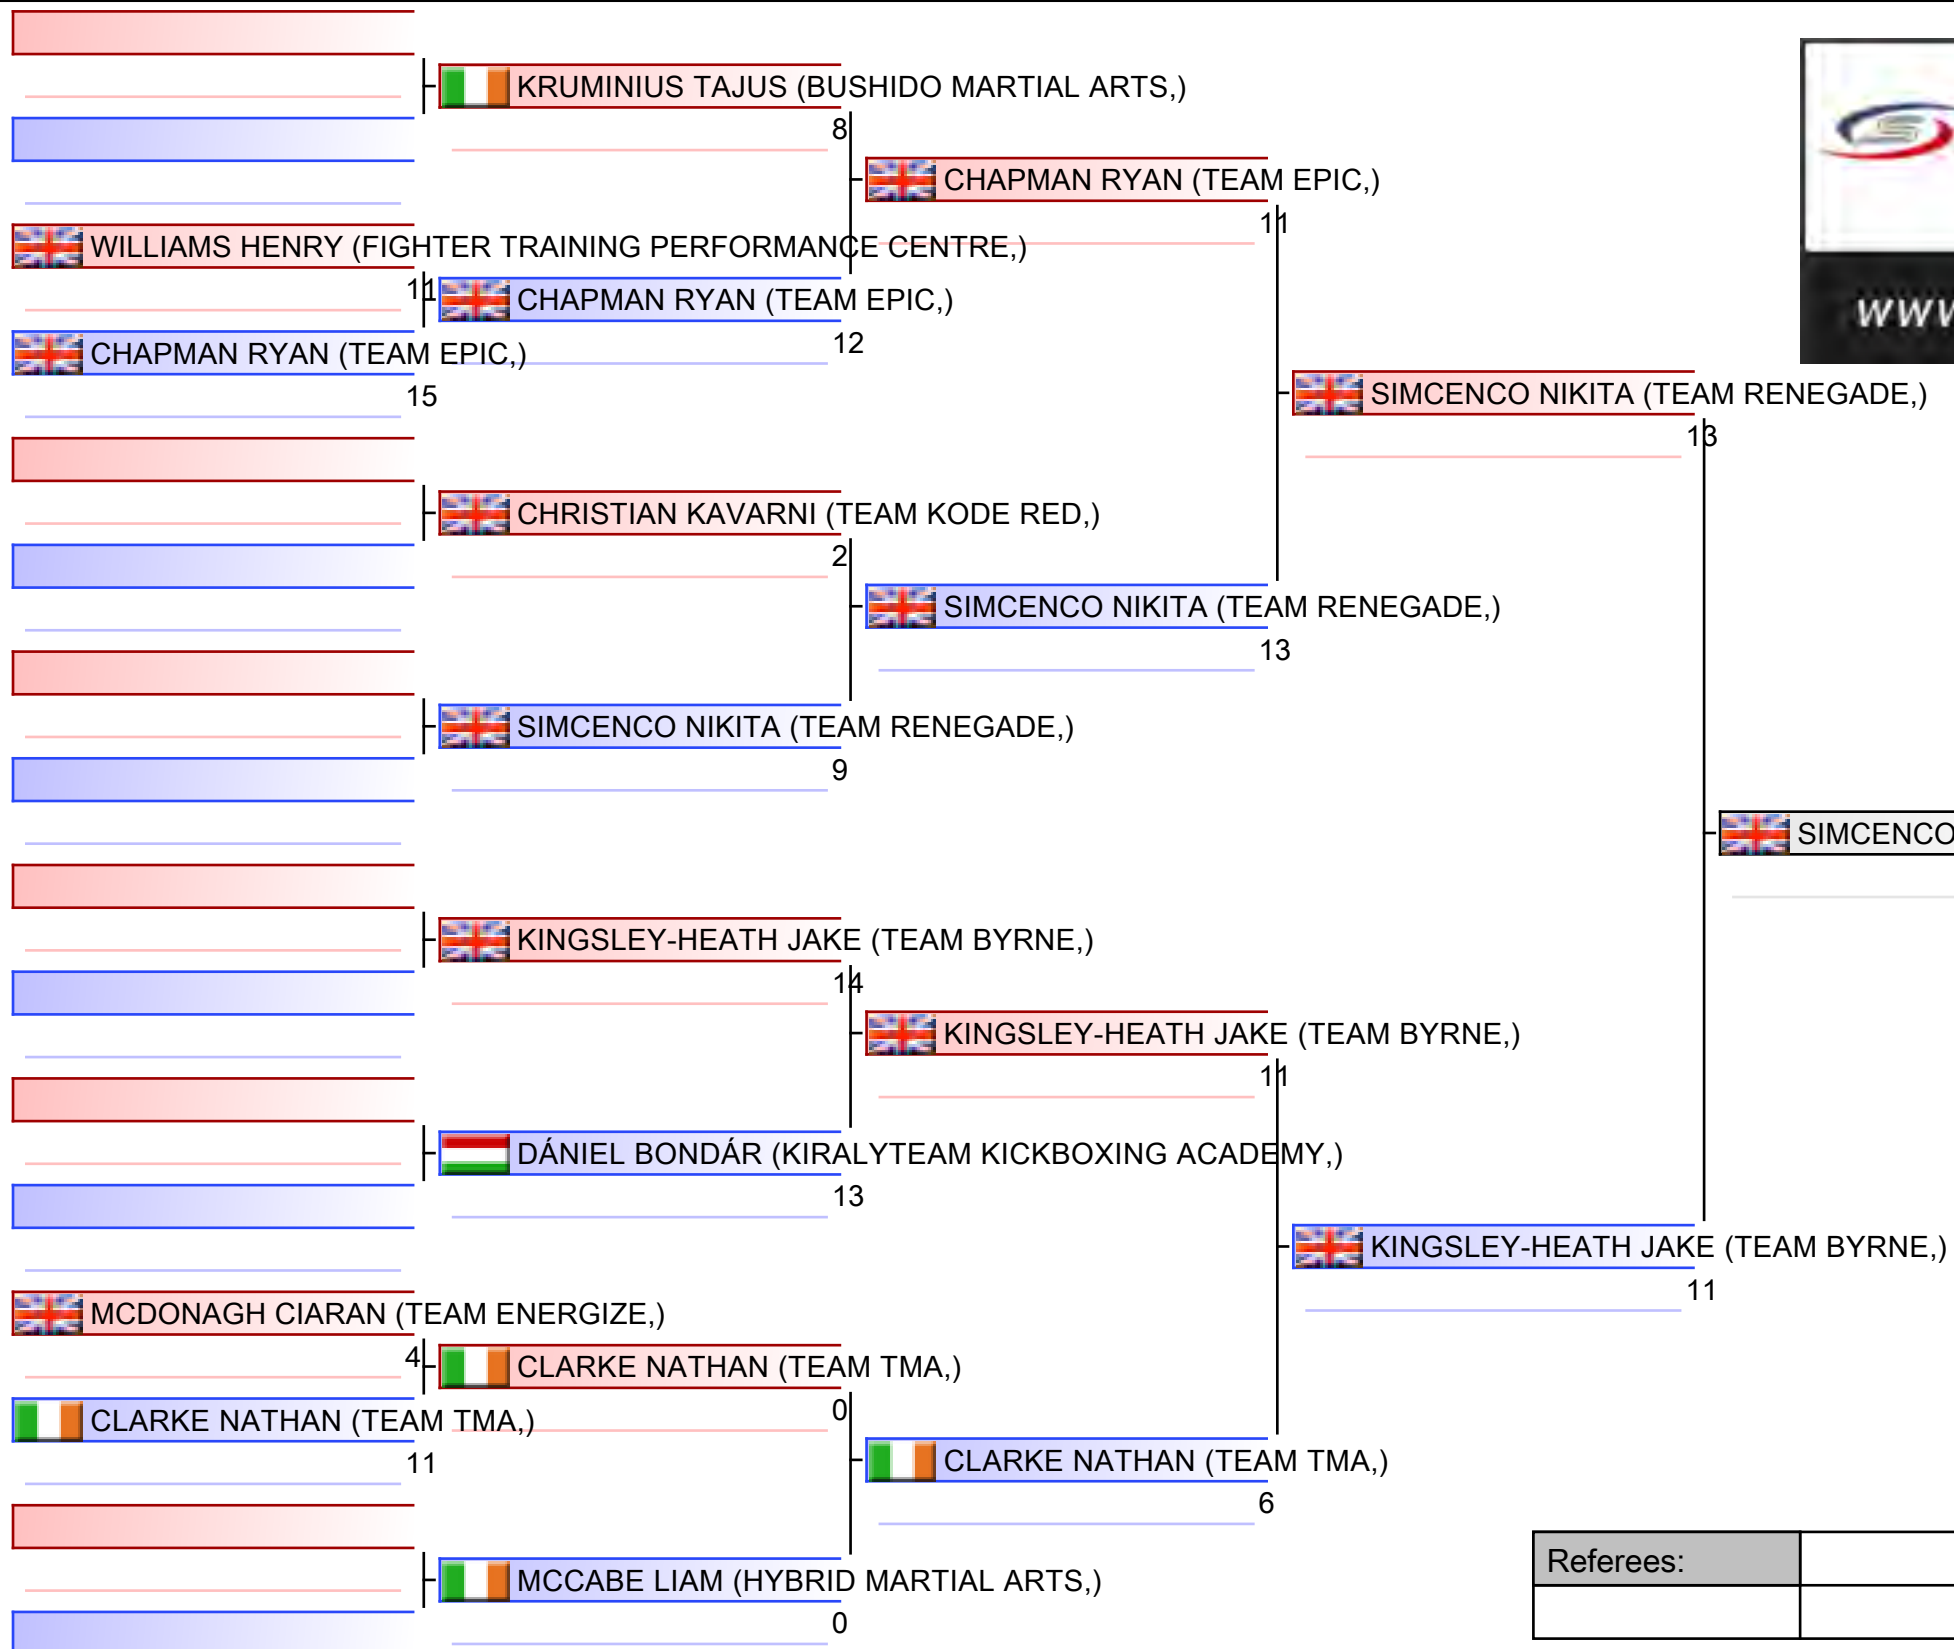 KRUMINIUS TAJUS (BUSHIDO MARTIAL ARTS,)
8
CHAPMAN RYAN (TEAM EPIC,)
11
WILLIAMS HENRY (FIGHTER TRAINING PERFORMANCE CENTRE,)
11
CHAPMAN RYAN (TEAM EPIC,)
12
www
CHAPMAN RYAN (TEAM EPIC,)
15
SIMCENCO NIKITA (TEAM RENEGADE,)
13
CHRISTIAN KAVARNI (TEAM KODE RED,)
2
SIMCENCO NIKITA (TEAM RENEGADE,)
13
SIMCENCO NIKITA (TEAM RENEGADE,)
9
SIMCENCO
KINGSLEY-HEATH JAKE (TEAM BYRNE,)
14
KINGSLEY-HEATH JAKE (TEAM BYRNE,)
11
DÁNIEL BONDÁR (KIRALYTEAM KICKBOXING ACADEMY,)
13
KINGSLEY-HEATH JAKE (TEAM BYRNE,)
11
MCDONAGH CIARAN (TEAM ENERGIZE,)
4
CLARKE NATHAN (TEAM TMA,)
0
CLARKE NATHAN (TEAM TMA,)
11
CLARKE NATHAN (TEAM TMA,)
6
Referees:
MCCABE LIAM (HYBRID MARTIAL ARTS,)
0